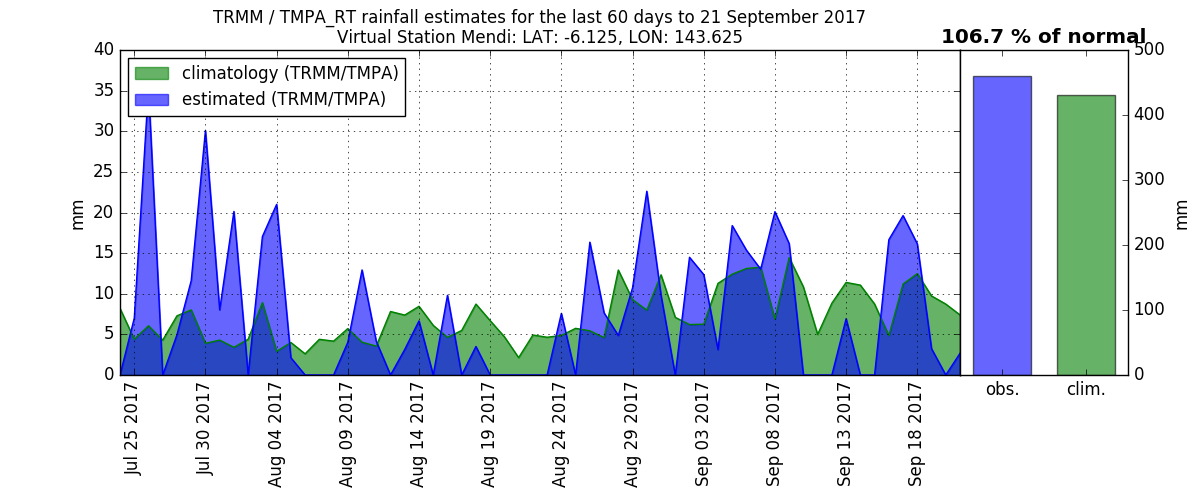 TRMM / TMPA_RT rainfall estimates for the last 60 days to 21 September 2017
Virtual Station Mendi: LAT: -6.125, LON: 143.625
106.7 % of normal
climatology (TRMM/TMPA)
estimated (TRMM/TMPA)
40
35
30
25
20
15
10
5
0
mm
Jul 25 2017
Jul 30 2017
Aug 04 2017
Aug 09 2017
Aug 14 2017
Aug 19 2017
Aug 24 2017
Aug 29 2017
Sep 03 2017
Sep 08 2017
Sep 13 2017
Sep 18 2017
500
400
300
200
100
0
mm
obs.
clim.